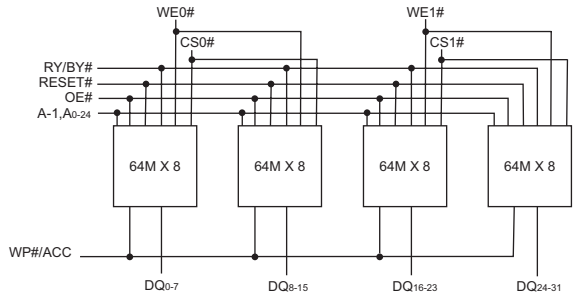 WE0# WE1#
CS0# CS1#
RY/BY#
RESET#
OE#
A-1,A0-24
64M X 8 64M X 8 64M X 8 64M X 8
WP#/ACC
DQ0-7 DQ8-15 DQ16-23 DQ24-31